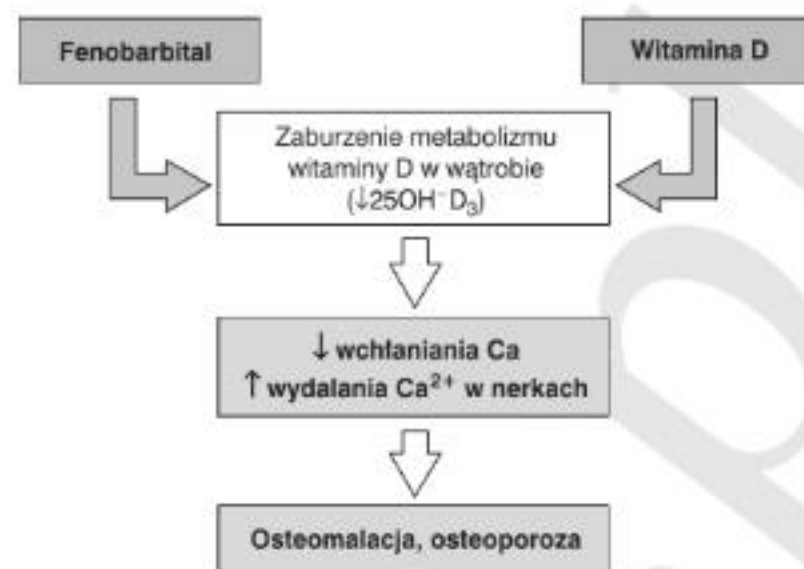 Fenobarbital
Witamina D
Zaburzenie metabolizmu
witaminy D w wątrobie
(↓25OH⁻D₃)
↓ wchłaniania Ca
↑ wydalania Ca²⁺ w nerkach
Osteomalacja, osteoporoza